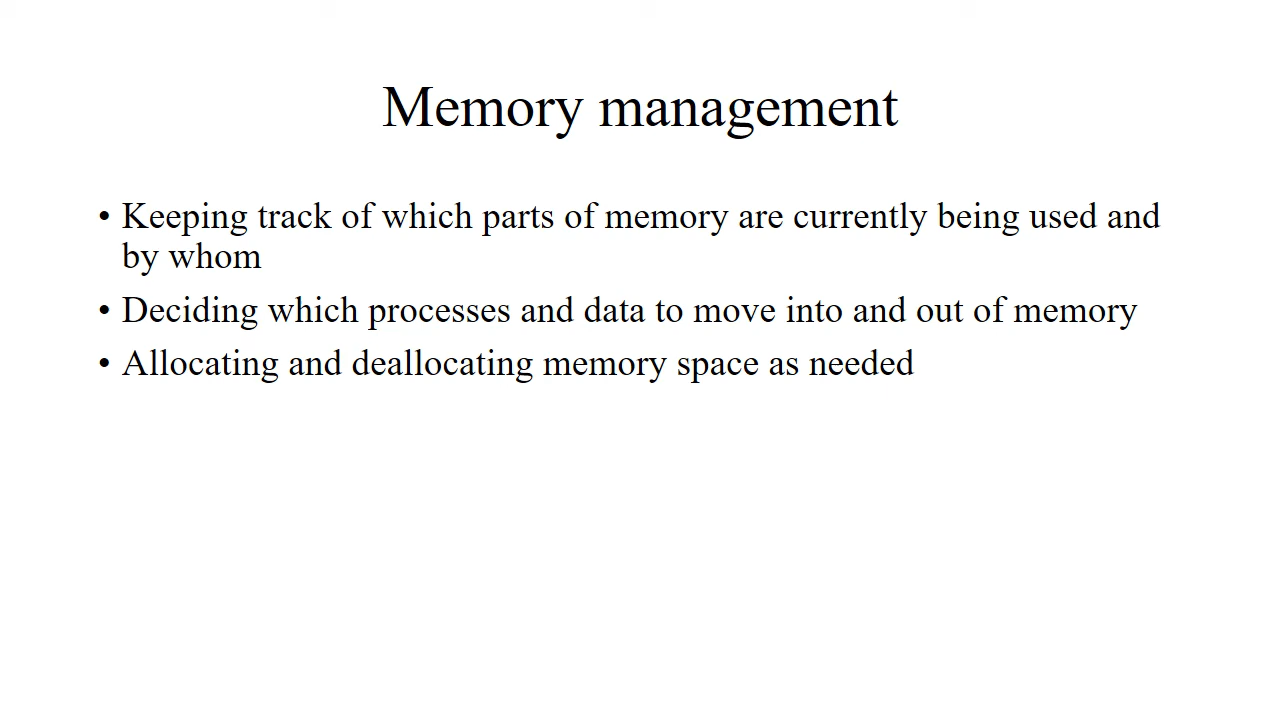 Memory management
• Keeping track of which parts of memory are currently being used and
by whom
• Deciding which processes and data to move into and out of memory
• Allocating and deallocating memory space as needed